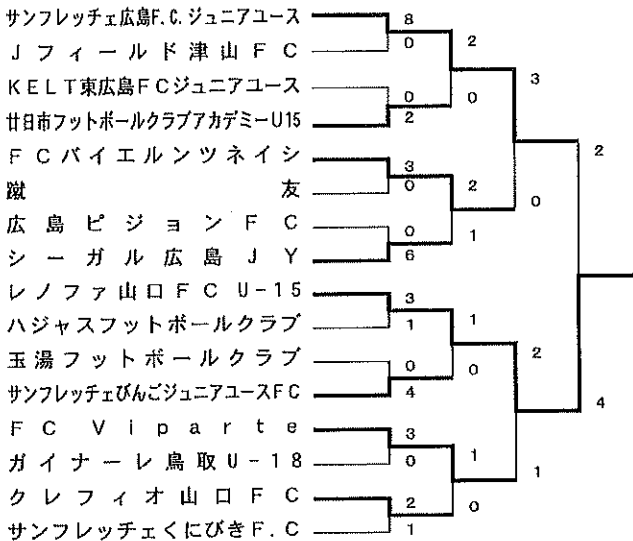 サンフレッチェ広島F.C.ジュニアユース
8
0
JフィールドP津山FC
KELT東広島FCジュニアユース
0
2
廿日市フットボールクラブアカデミーU15
2
0
FCバイエルンツネイシ
3
0
蹴友
広島ピジョンFC
0
6
シーガル広島JY
2
1
3
0
レノファ山口FC U-15
3
1
ハジャスフットボールクラブ
玉湯フットボールクラブ
0
4
サンフレッチェびんごジュニアユースFC
1
0
FC Viparte
3
0
ガイナーレ鳥取U-18
クレフィオ山口FC
2
1
サンフレッチェくにびきF.C
1
0
2
1
2
4